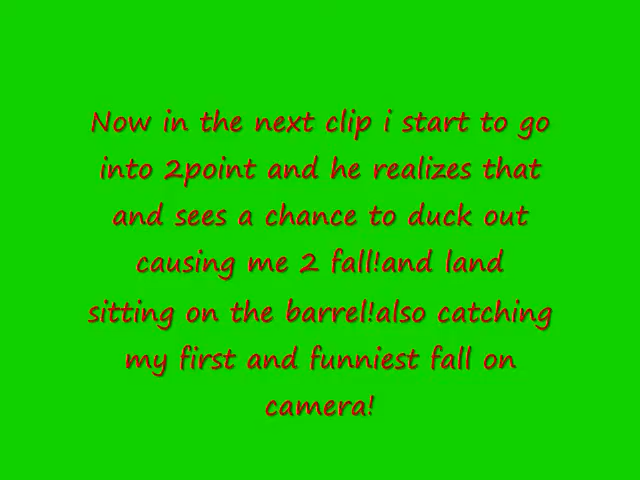 Now in the next clip i start to go
into 2point and he realizes that
and sees a chance to duck out
causing me 2 fall!and land
sitting on the barrel!also catching
my first and funniest fall on
camera!